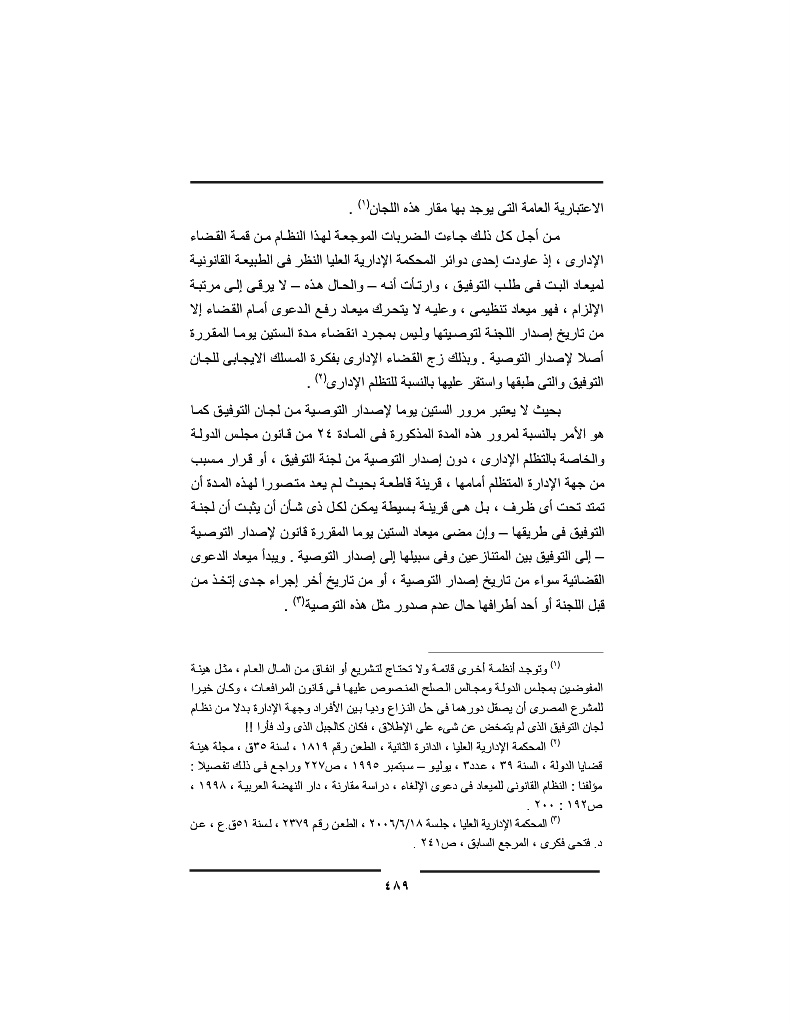 الاعتبارية العامة التى يوجد بها مقار هذه اللجان(١) .
من أجل كل ذلك جاءت الضربات الموجعة لهذا النظام من قمة القضاء
الإدارى ، إذ عاودت إحدى دوائر المحكمة الإدارية العليا النظر فى الطبيعة القانونية
لميعاد البت فى طلب التوفيق ، وارتأت أنه – والحال هذه – لا يرقى إلى مرتبة
الإلزام ، فهو ميعاد تنظيمى ، وعليه لا يتحرك ميعاد رفع الدعوى أمام القضاء إلا
من تاريخ إصدار اللجنة لتوصيتها وليس بمجرد انقضاء مدة الستين يوما المقررة
أصلا لإصدار التوصية . وبذلك زج القضاء الإدارى بفكرة المسلك الايجابى للجان
التوفيق والتى طبقها واستقر عليها بالنسبة للتظلم الإدارى(٢) .
بحيث لا يعتبر مرور الستين يوما لإصدار التوصية من لجان التوفيق كما
هو الأمر بالنسبة لمرور هذه المدة المذكورة فى المادة ٢٤ من قانون مجلس الدولة
والخاصة بالتظلم الإدارى ، دون إصدار التوصية من لجنة التوفيق ، أو قرار مسبب
من جهة الإدارة المتظلم أمامها ، قرينة قاطعة بحيث لم يعد متصورا لهذه المدة أن
تمتد تحت أى ظرف ، بل هى قرينة بسيطة يمكن لكل ذى شأن أن يثبت أن لجنة
التوفيق فى طريقها – وإن مضى ميعاد الستين يوما المقررة قانون لإصدار التوصية
– إلى التوفيق بين المتنازعين وفى سبيلها إلى إصدار التوصية . ويبدأ ميعاد الدعوى
القضائية سواء من تاريخ إصدار التوصية ، أو من تاريخ أخر إجراء جدى إتخذ من
قبل اللجنة أو أحد أطرافها حال عدم صدور مثل هذه التوصية(٣) .
(١) وتوجد أنظمة أخرى قائمة ولا تحتاج لتشريع أو انفاق من المال العام ، مثل هيئة
المفوضين بمجلس الدولة ومجالس الصلح المنصوص عليها فى قانون المرافعات ، وكان خيرا
للمشرع المصرى أن يصقل دورهما فى حل النزاع وديا بين الأفراد وجهة الإدارة بدلا من نظام
لجان التوفيق الذى لم يتمخض عن شىء على الإطلاق ، فكان كالجبل الذى ولد فأرا !!
(٢) المحكمة الإدارية العليا ، الدائرة الثانية ، الطعن رقم ١٨١٩ ، لسنة ٣٥ق ، مجلة هيئة
قضايا الدولة ، السنة ٣٩ ، عدد٣ ، يوليو – سبتمبر ١٩٩٥ ، ص٢٢٧ وراجع فى ذلك تفصيلا :
مؤلفنا : النظام القانونى للميعاد فى دعوى الإلغاء ، دراسة مقارنة ، دار النهضة العربية ، ١٩٩٨ ،
ص١٩٢ : ٢٠٠ .
(٣) المحكمة الإدارية العليا ، جلسة ٢٠٠٦/٦/١٨ ، الطعن رقم ٢٣٧٩ ، لسنة ٥١ق.ع ، عن
د. فتحى فكرى ، المرجع السابق ، ص٢٤١ .
٤٨٩